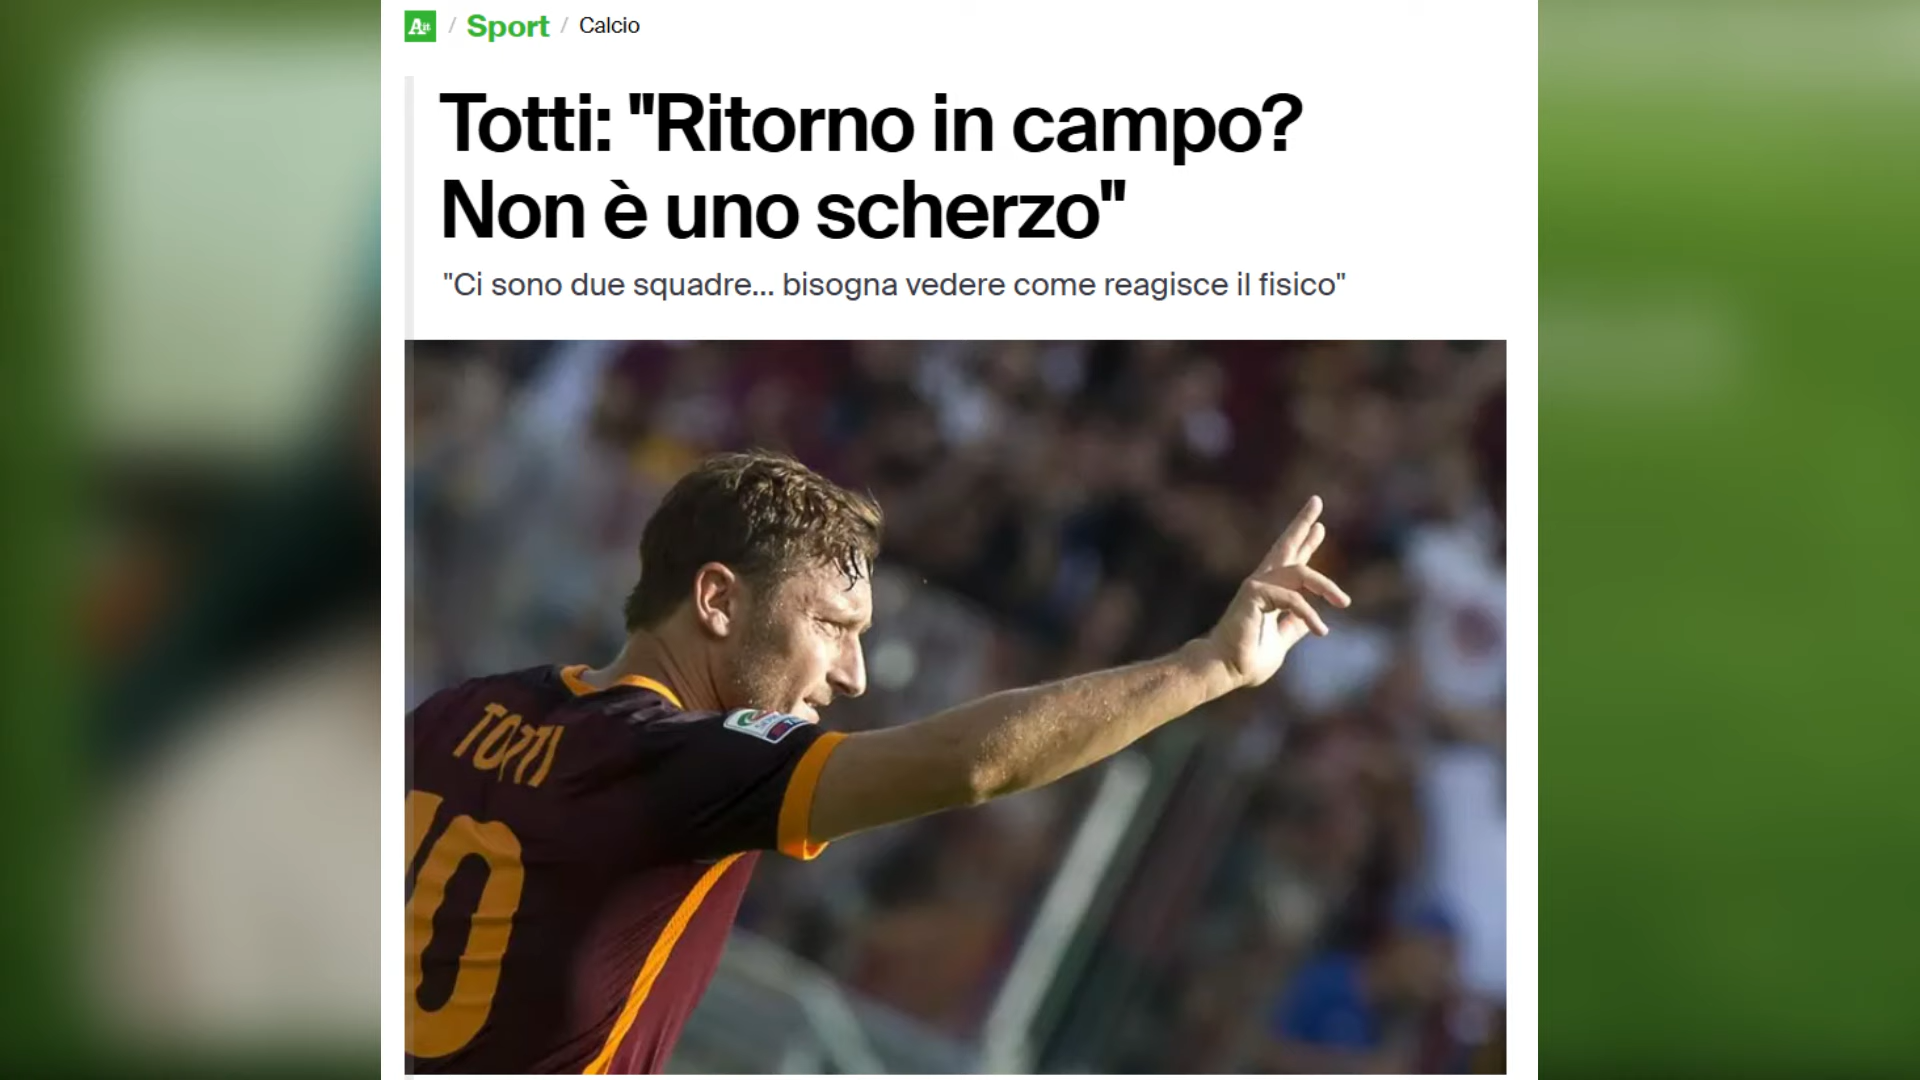 Ait / Sport / Calcio
Totti: "Ritorno in campo?
Non è uno scherzo"
"Ci sono due squadre... bisogna vedere come reagisce il fisico"
TOTTI
10